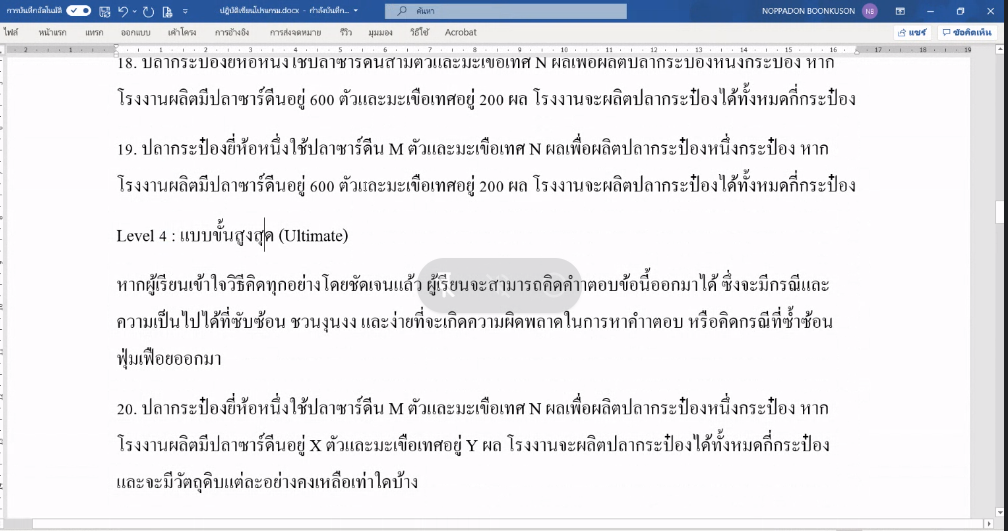 การบันทึกอัตโนมัติ ปฏิบัติเขียนโปรแกรม.docx - กำลังบันทึก... ค้นหา NOPPADON BOONKUSON NB
ไฟล์ หน้าแรก แทรก ออกแบบ เค้าโครง การอ้างอิง การส่งจดหมาย รีวิว มุมมอง วิธีใช้ Acrobat แชร์ ข้อคิดเห็น
2 1 1 2 3 4 5 6 7 8 9 10 11 12 13 14 15 16 17 18 19
18. ปลากระป๋องยี่ห้อหนึ่งใช้ปลาซาร์ดีนสามตัวและมะเขือเทศ N ผลเพื่อผลิตปลากระป๋องหนึ่งกระป๋อง หาก
โรงงานผลิตมีปลาซาร์ดีนอยู่ 600 ตัวและมะเขือเทศอยู่ 200 ผล โรงงานจะผลิตปลากระป๋องได้ทั้งหมดกี่กระป๋อง
19. ปลากระป๋องยี่ห้อหนึ่งใช้ปลาซาร์ดีน M ตัวและมะเขือเทศ N ผลเพื่อผลิตปลากระป๋องหนึ่งกระป๋อง หาก
โรงงานผลิตมีปลาซาร์ดีนอยู่ 600 ตัวและมะเขือเทศอยู่ 200 ผล โรงงานจะผลิตปลากระป๋องได้ทั้งหมดกี่กระป๋อง
Level 4 : แบบขั้นสูงสุด (Ultimate)
หากผู้เรียนเข้าใจวิธีคิดทุกอย่างโดยชัดเจนแล้ว ผู้เรียนจะสามารถคิดคำาตอบข้อนี้ออกมาได้ ซึ่งจะมีกรณีและ
ความเป็นไปได้ที่ซับซ้อน ชวนงุนงง และง่ายที่จะเกิดความผิดพลาดในการหาคำาตอบ หรือคิดกรณีที่ซ้ำซ้อน
ฟุ่มเฟือยออกมา
20. ปลากระป๋องยี่ห้อหนึ่งใช้ปลาซาร์ดีน M ตัวและมะเขือเทศ N ผลเพื่อผลิตปลากระป๋องหนึ่งกระป๋อง หาก
โรงงานผลิตมีปลาซาร์ดีนอยู่ X ตัวและมะเขือเทศอยู่ Y ผล โรงงานจะผลิตปลากระป๋องได้ทั้งหมดกี่กระป๋อง
และจะมีวัตถุดิบแต่ละอย่างคงเหลือเท่าใดบ้าง